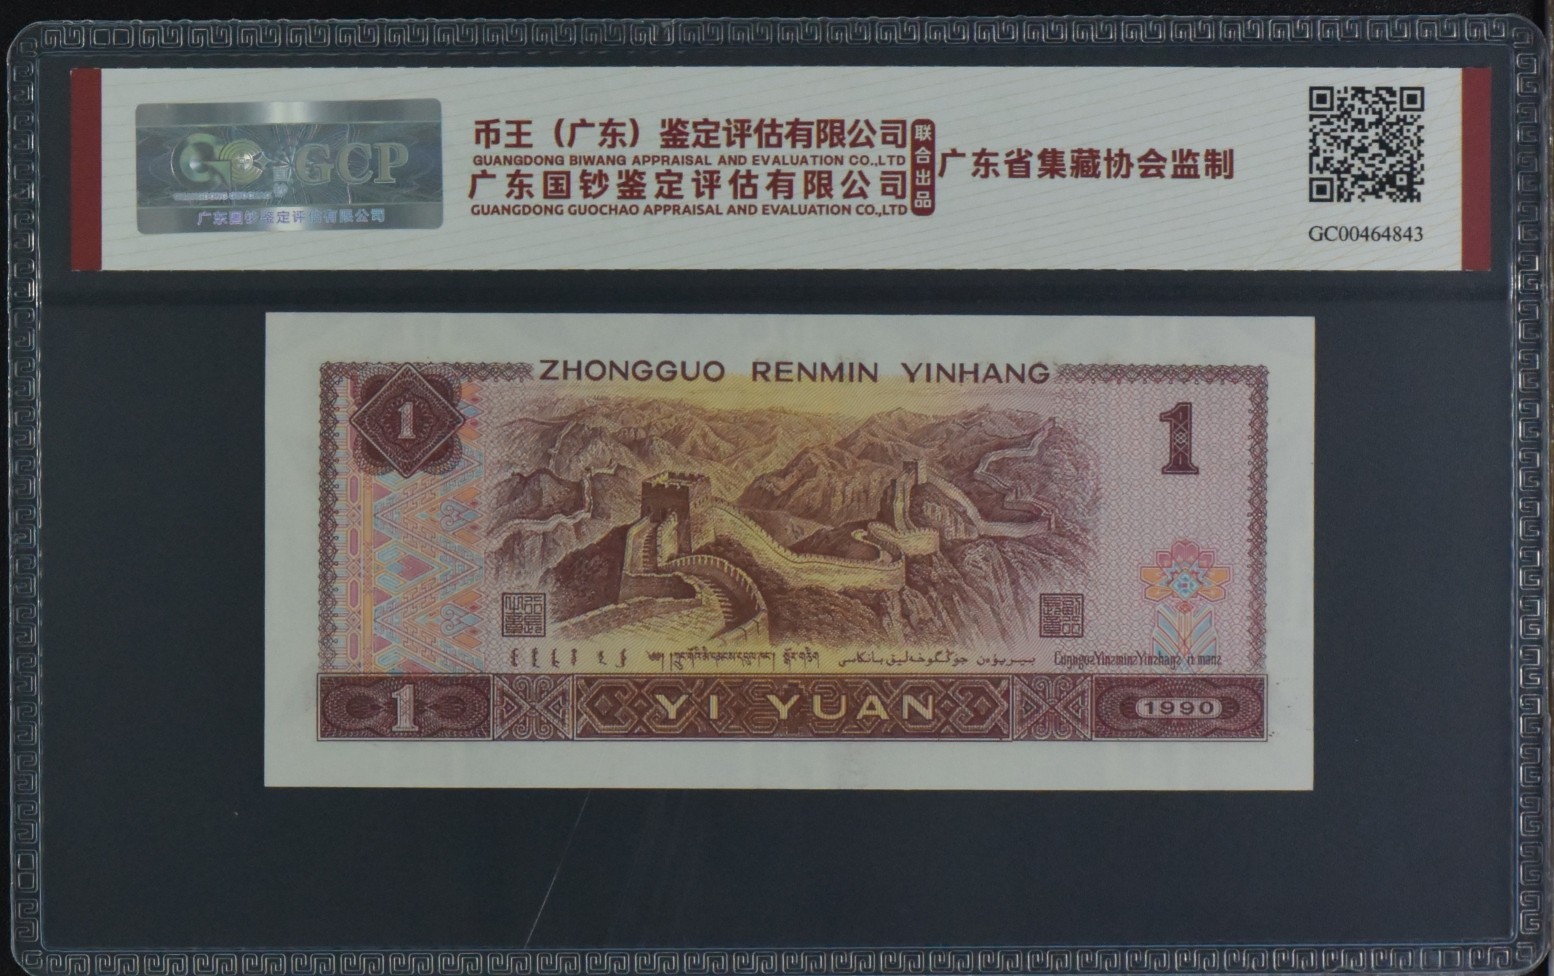 GCP
广东国钞鉴定评估有限公司
币王（广东）鉴定评估有限公司
GUANGDONG BIWANG APPRAISAL AND EVALUATION CO.,LTD
广东国钞鉴定评估有限公司
GUANGDONG GUOCHAO APPRAISAL AND EVALUATION CO.,LTD
联合出品
广东省集藏协会监制
GC00464843
ZHONGGUO RENMIN YINHANG
1
1
1
YI YUAN
1990